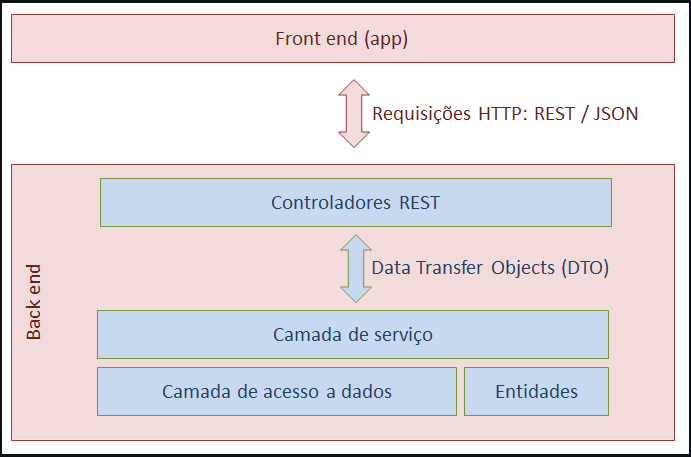 Front end (app)
Requisições HTTP: REST / JSON
Back end
Controladores REST
Data Transfer Objects (DTO)
Camada de serviço
Camada de acesso a dados
Entidades